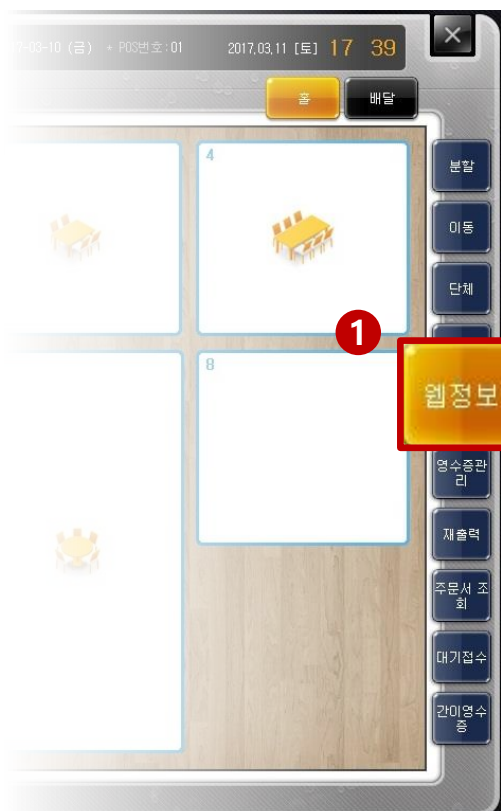 -03-10 (금) + POS번호:01 2017.03.11 [토] 17 39
홀 배달
4
분할
이동
단체
1
웹정보
8
영수증관
리
재출력
주문서 조
회
대기접수
간이영수
증